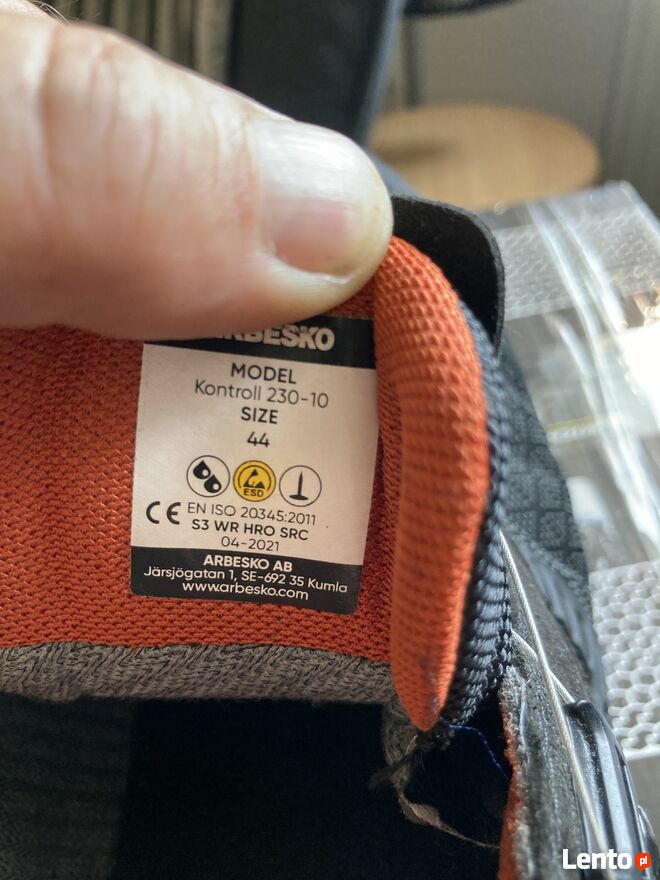 ARBESKO
MODEL
Kontroll 230-10
SIZE
44
ESD
CE EN ISO 20345:2011
S3 WR HRO SRC
04-2021
ARBESKO AB
Järsjögatan 1, SE-692 35 Kumla
www.arbesko.com
Lento.pl